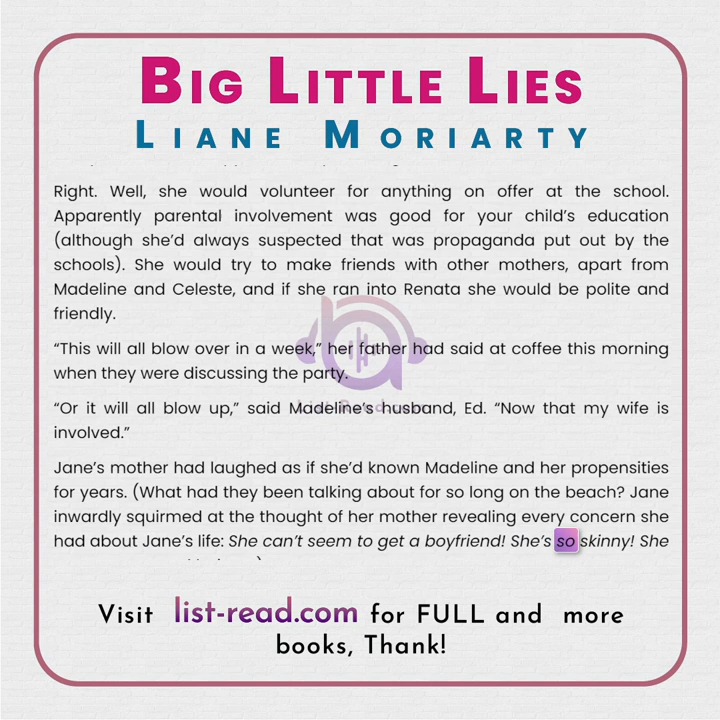 BIG LITTLE LIES
LIANE MORIARTY
Right. Well, she would volunteer for anything on offer at the school.
Apparently parental involvement was good for your child’s education
(although she’d always suspected that was propaganda put out by the
schools). She would try to make friends with other mothers, apart from
Madeline and Celeste, and if she ran into Renata she would be polite and
friendly.
“This will all blow over in a week,” her father had said at coffee this morning
when they were discussing the party.
“Or it will all blow up,” said Madeline’s husband, Ed. “Now that my wife is
involved.”
Jane’s mother had laughed as if she’d known Madeline and her propensities
for years. (What had they been talking about for so long on the beach? Jane
inwardly squirmed at the thought of her mother revealing every concern she
had about Jane’s life: She can’t seem to get a boyfriend! She’s so skinny! She
Visit list-read.com for FULL and more
books, Thank!